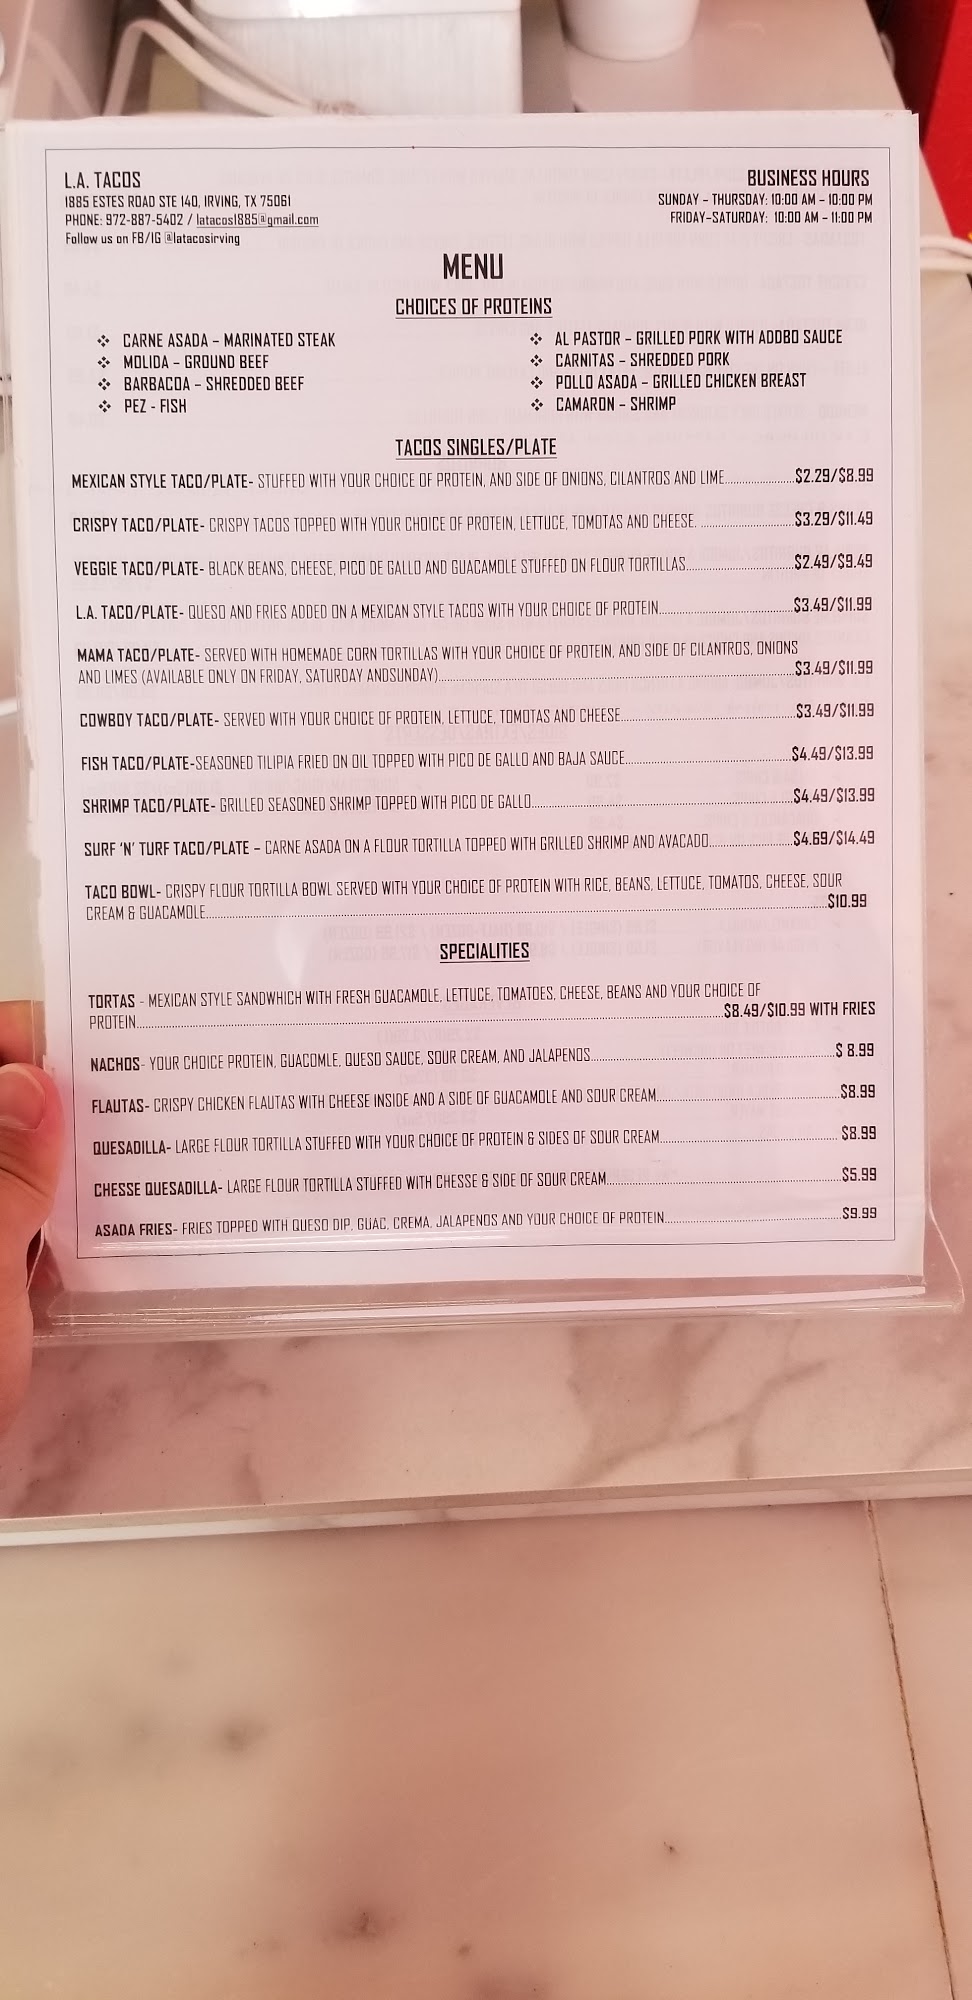 L.A. TACOS
1885 ESTES ROAD STE 140, IRVING, TX 75061
PHONE: 972-887-5402 / latacos1885@gmail.com
Follow us on FB/IG @latacosirving
BUSINESS HOURS
SUNDAY - THURSDAY: 10:00 AM - 10:00 PM
FRIDAY-SATURDAY: 10:00 AM - 11:00 PM
MENU
CHOICES OF PROTEINS
❖ CARNE ASADA - MARINATED STEAK
❖ MOLIDA - GROUND BEEF
❖ BARBACOA - SHREDDED BEEF
❖ PEZ - FISH
❖ AL PASTOR - GRILLED PORK WITH ADOBO SAUCE
❖ CARNITAS - SHREDDED PORK
❖ POLLO ASADA - GRILLED CHICKEN BREAST
❖ CAMARON - SHRIMP
TACOS SINGLES/PLATE
MEXICAN STYLE TACO/PLATE- STUFFED WITH YOUR CHOICE OF PROTEIN, AND SIDE OF ONIONS, CILANTROS AND LIME.....$2.29/$8.99
CRISPY TACO/PLATE- CRISPY TACOS TOPPED WITH YOUR CHOICE OF PROTEIN, LETTUCE, TOMOTAS AND CHEESE. .....$3.29/$11.49
VEGGIE TACO/PLATE- BLACK BEANS, CHEESE, PICO DE GALLO AND GUACAMOLE STUFFED ON FLOUR TORTILLAS.....$2.49/$9.49
L.A. TACO/PLATE- QUESO AND FRIES ADDED ON A MEXICAN STYLE TACOS WITH YOUR CHOICE OF PROTEIN.....$3.49/$11.99
MAMA TACO/PLATE- SERVED WITH HOMEMADE CORN TORTILLAS WITH YOUR CHOICE OF PROTEIN, AND SIDE OF CILANTROS, ONIONS
AND LIMES (AVAILABLE ONLY ON FRIDAY, SATURDAY ANDSUNDAY).....$3.49/$11.99
COWBOY TACO/PLATE- SERVED WITH YOUR CHOICE OF PROTEIN, LETTUCE, TOMOTAS AND CHEESE.....$3.49/$11.99
FISH TACO/PLATE-SEASONED TILIPIA FRIED ON OIL TOPPED WITH PICO DE GALLO AND BAJA SAUCE.....$4.49/$13.99
SHRIMP TACO/PLATE- GRILLED SEASONED SHRIMP TOPPED WITH PICO DE GALLO.....$4.49/$13.99
SURF 'N' TURF TACO/PLATE - CARNE ASADA ON A FLOUR TORTILLA TOPPED WITH GRILLED SHRIMP AND AVACADO.....$4.69/$14.49
TACO BOWL- CRISPY FLOUR TORTILLA BOWL SERVED WITH YOUR CHOICE OF PROTEIN WITH RICE, BEANS, LETTUCE, TOMATOS, CHEESE, SOUR
CREAM & GUACAMOLE.....$10.99
SPECIALITIES
TORTAS - MEXICAN STYLE SANDWHICH WITH FRESH GUACAMOLE, LETTUCE, TOMATOES, CHEESE, BEANS AND YOUR CHOICE OF
PROTEIN.....$8.49/$10.99 WITH FRIES
NACHOS- YOUR CHOICE PROTEIN, GUACOMLE, QUESO SAUCE, SOUR CREAM, AND JALAPENOS.....$ 8.99
FLAUTAS- CRISPY CHICKEN FLAUTAS WITH CHEESE INSIDE AND A SIDE OF GUACAMOLE AND SOUR CREAM.....$8.99
QUESADILLA- LARGE FLOUR TORTILLA STUFFED WITH YOUR CHOICE OF PROTEIN & SIDES OF SOUR CREAM..... $8.99
CHESSE QUESADILLA- LARGE FLOUR TORTILLA STUFFED WITH CHESSE & SIDE OF SOUR CREAM.....$5.99
ASADA FRIES- FRIES TOPPED WITH QUESO DIP, GUAC, CREMA, JALAPENOS AND YOUR CHOICE OF PROTEIN.....$9.99